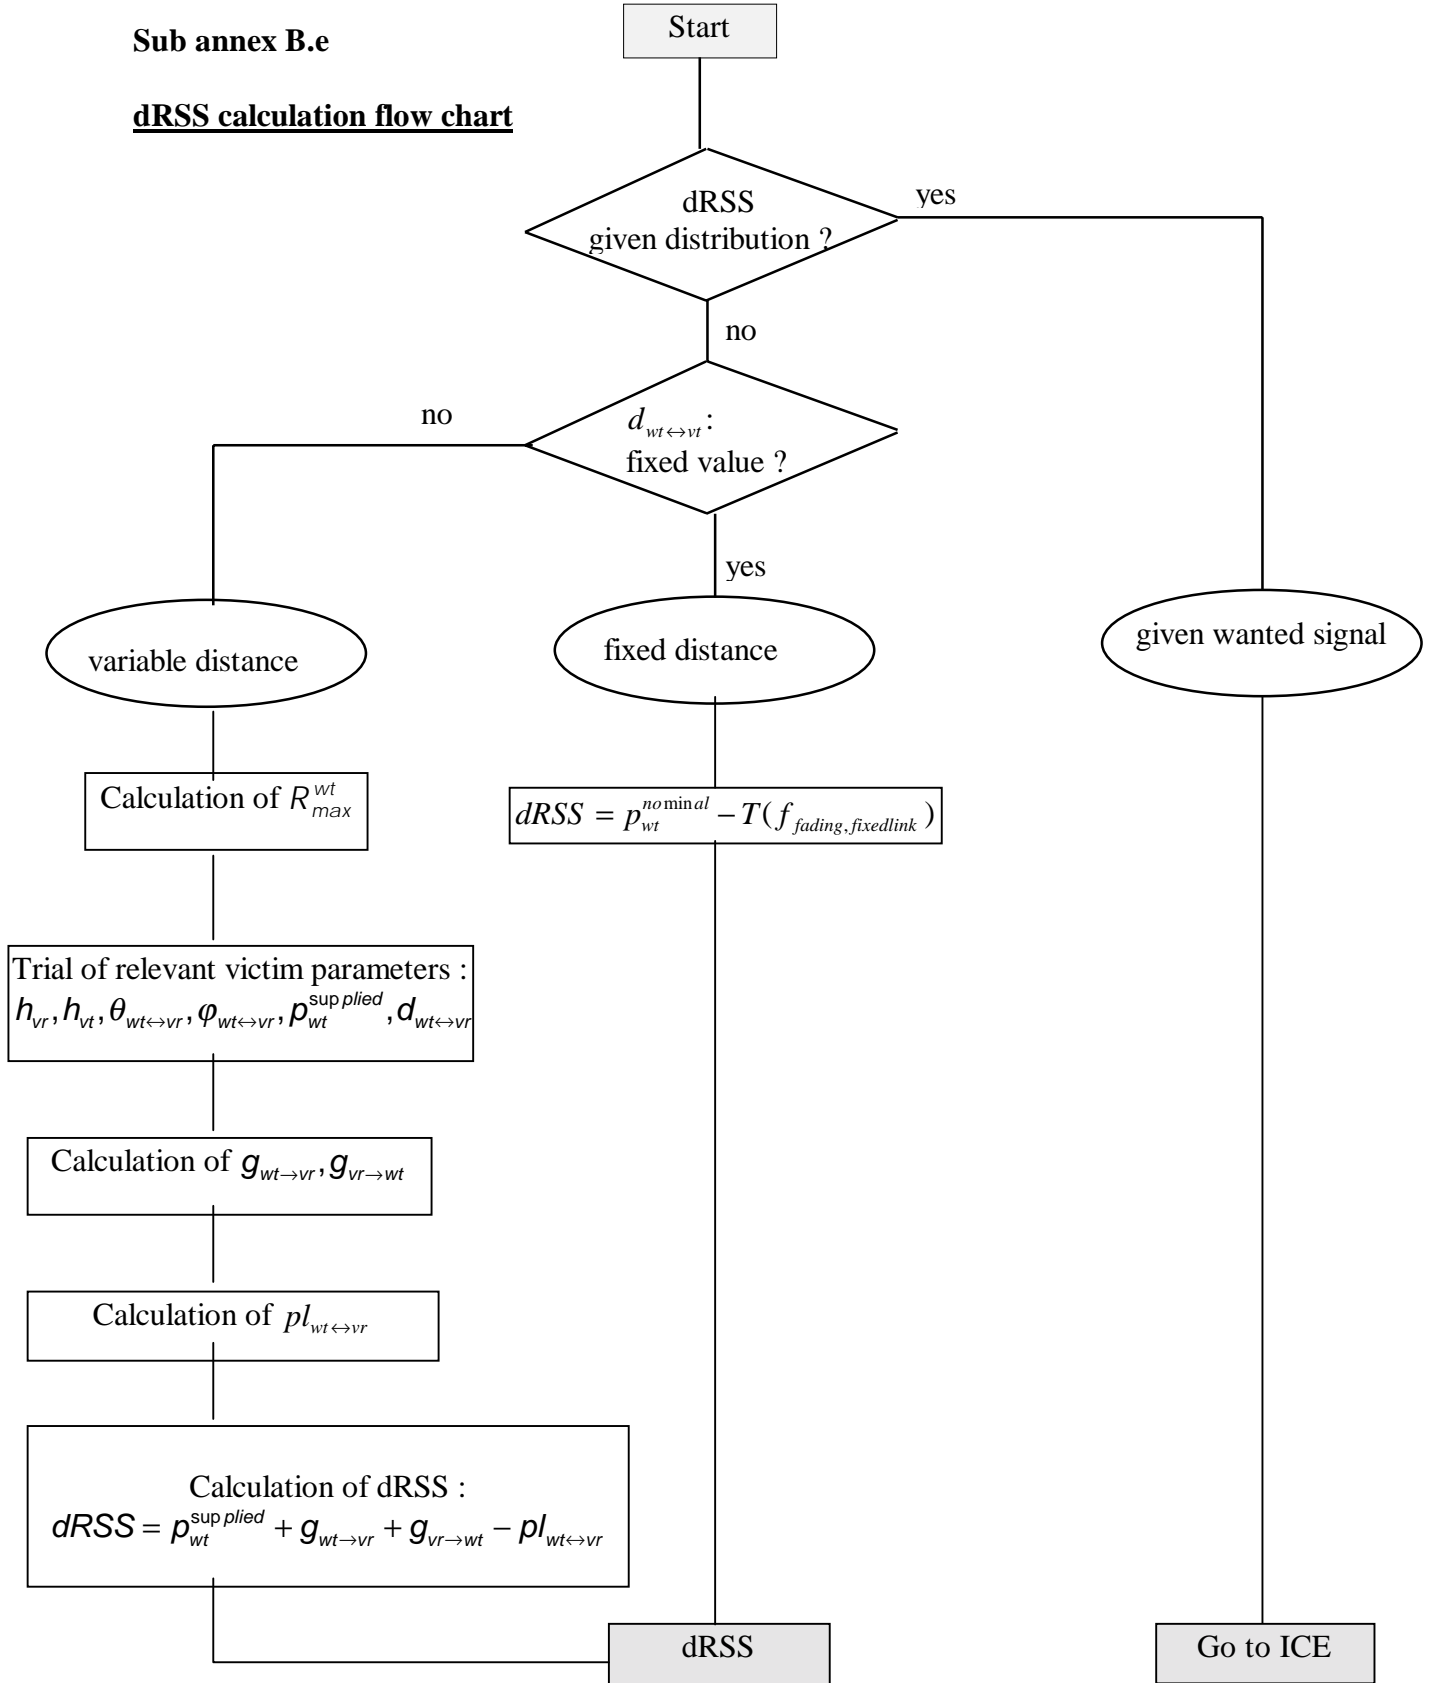 Start
Sub annex B.e
dRSS calculation flow chart
dRSS
given distribution ?
yes
no
d_{wt↔vt}:
fixed value ?
no
yes
variable distance
fixed distance
given wanted signal
Calculation of R_{max}^{wt}
dRSS = p_{wt}^{nominal} − T(f_{fading,fixedlink})
Trial of relevant victim parameters :
h_{vr}, h_{vt}, θ_{wt↔vr}, φ_{wt↔vr}, p_{wt}^{supplied}, d_{wt↔vr}
Calculation of g_{wt→vr}, g_{vr→wt}
Calculation of pl_{wt↔vr}
Calculation of dRSS :
dRSS = p_{wt}^{supplied} + g_{wt→vr} + g_{vr→wt} − pl_{wt↔vr}
dRSS
Go to ICE